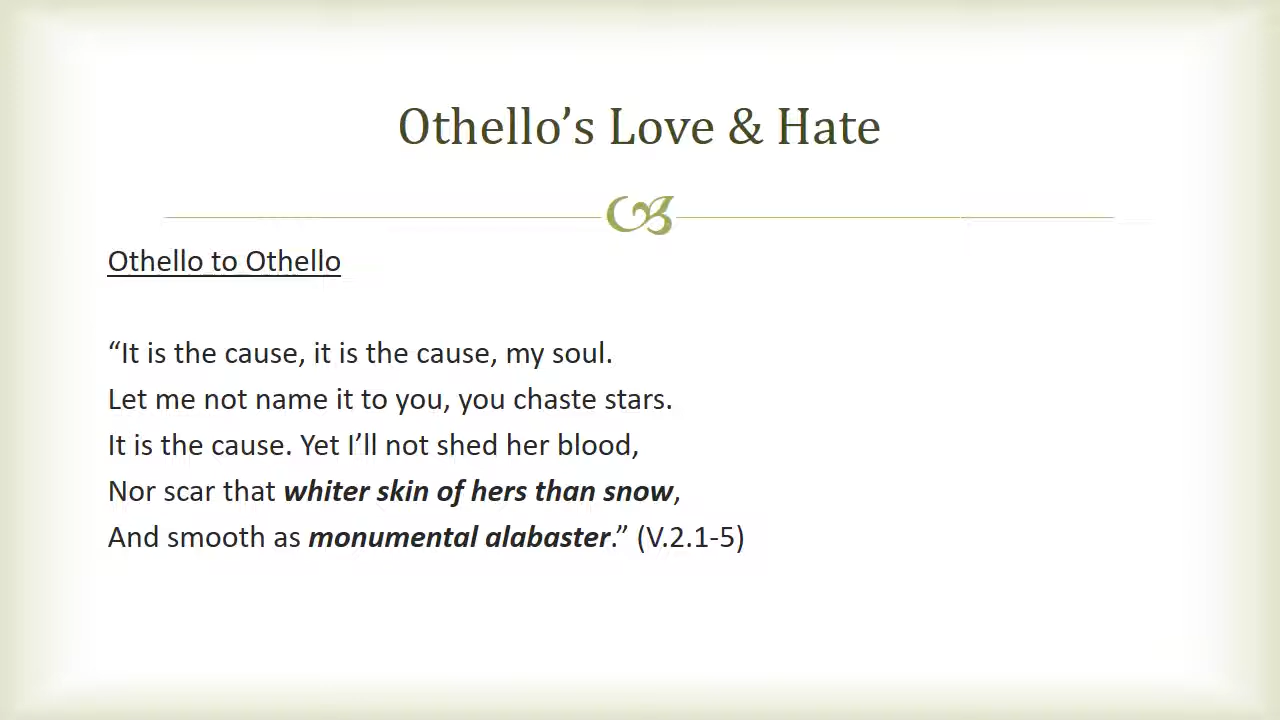 Othello’s Love & Hate
Othello to Othello
“It is the cause, it is the cause, my soul.
Let me not name it to you, you chaste stars.
It is the cause. Yet I’ll not shed her blood,
Nor scar that whiter skin of hers than snow,
And smooth as monumental alabaster.” (V.2.1-5)